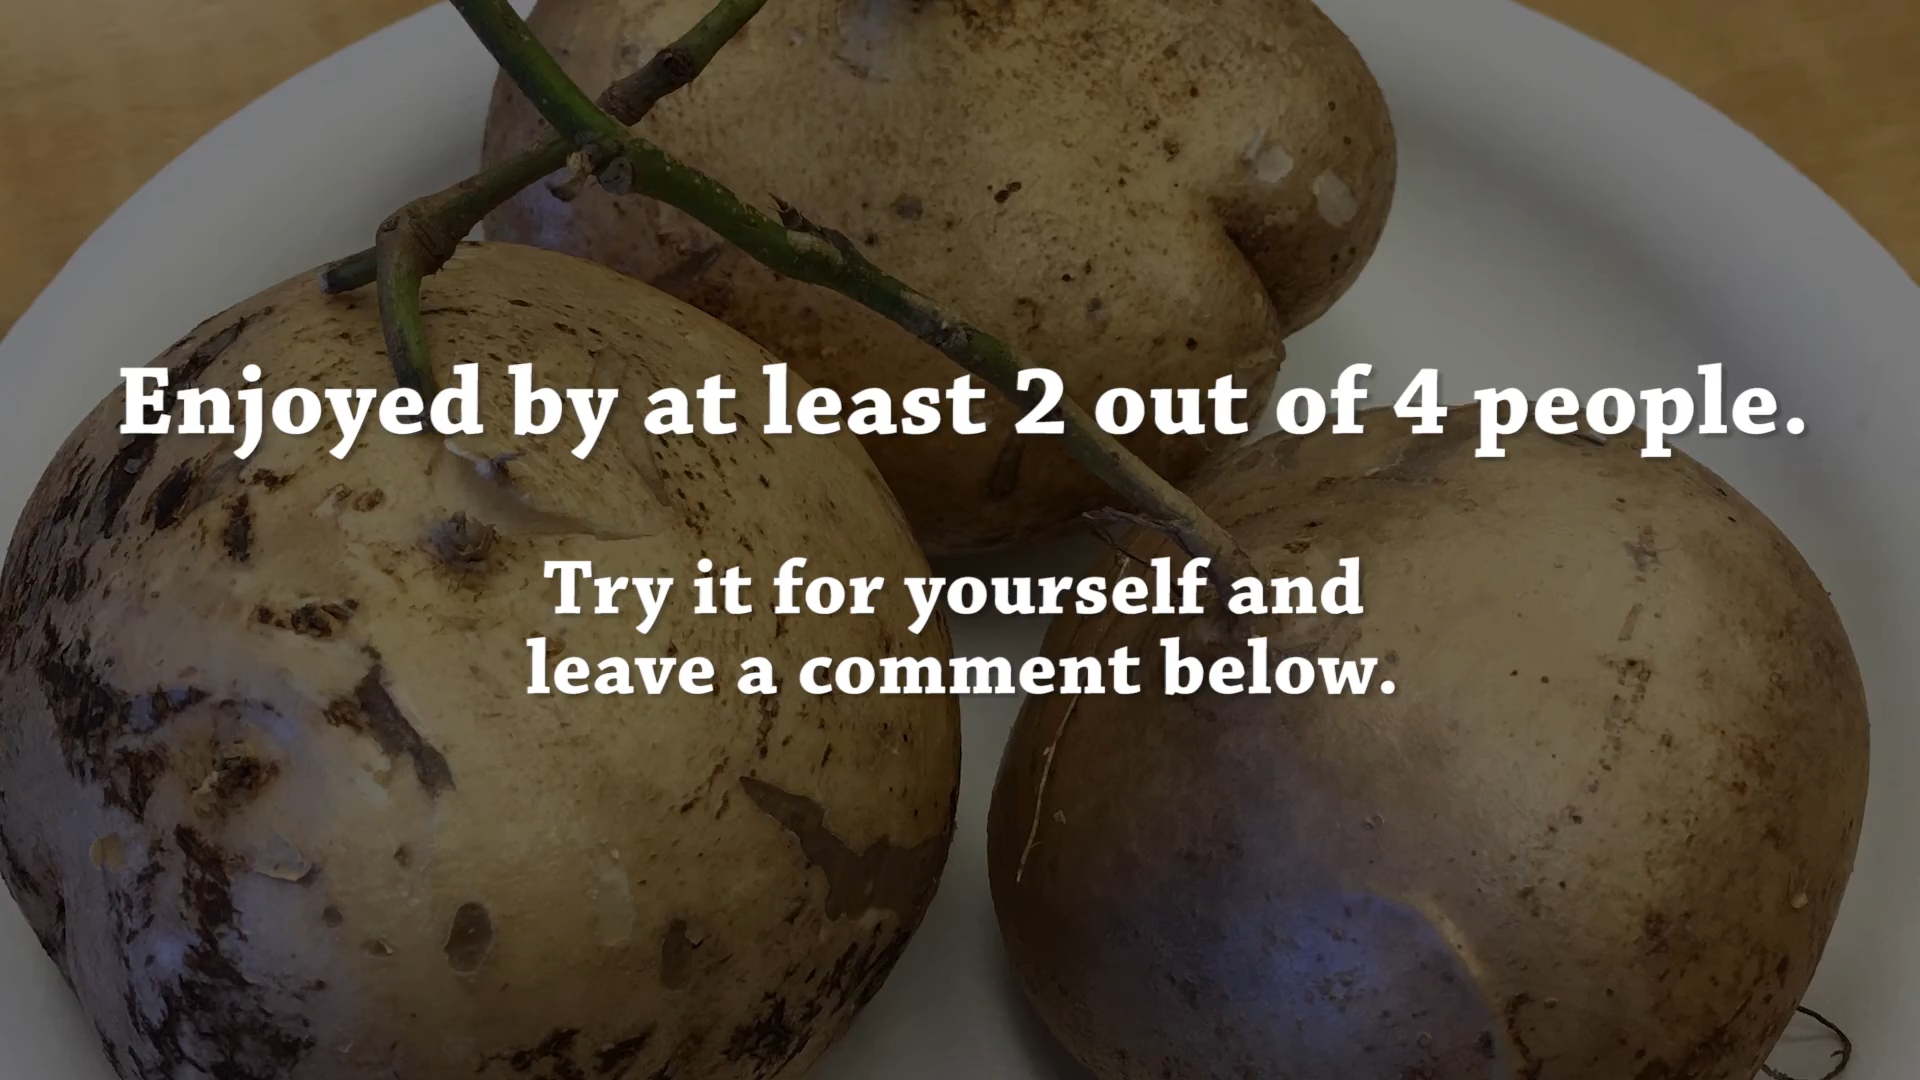 Enjoyed by at least 2 out of 4 people.
Try it for yourself and
leave a comment below.